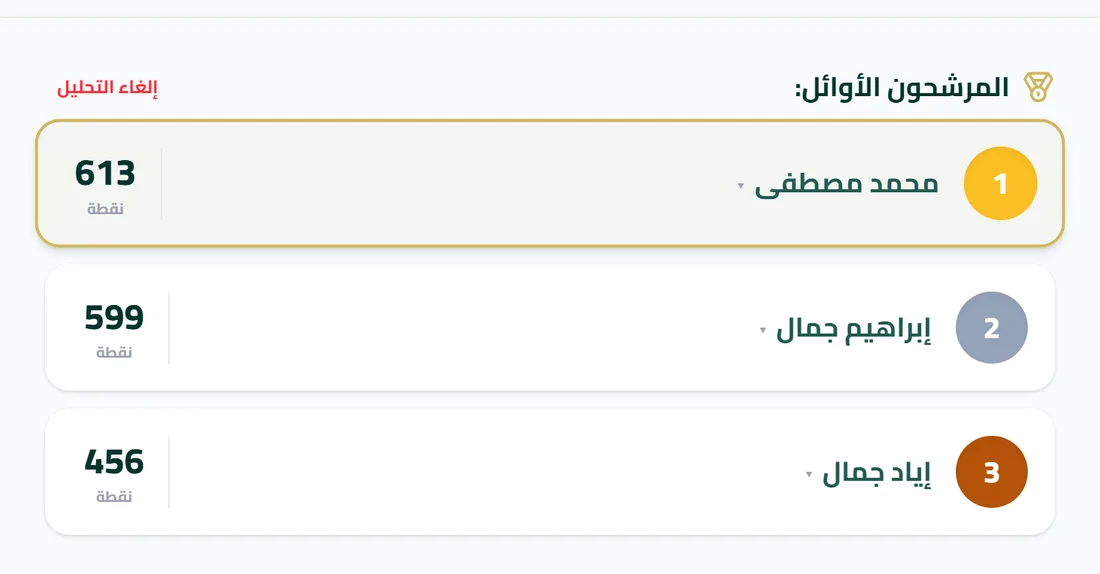 المرشحون الأوائل:
إلغاء التحليل
1
محمد مصطفى
613
نقطة
2
إبراهيم جمال
599
نقطة
3
إياد جمال
456
نقطة